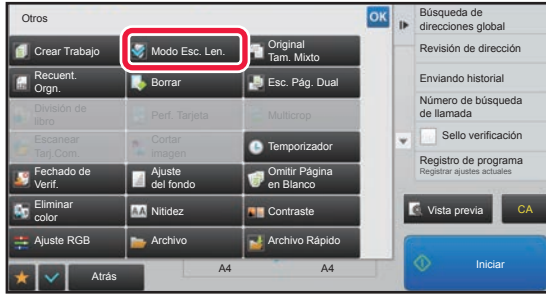 Otros
OK
Crear Trabajo
Modo Esc. Len.
Original
Tam. Mixto
Recuent.
Orgn.
Borrar
Esc. Pág. Dual
División de
libro
Perf. Tarjeta
Multicrop
Escanear
Tarj.Com.
Cortar
imagen
Temporizador
Fechado de
Verif.
Ajuste
del fondo
Omitir Página
en Blanco
Eliminar
color
Nitidez
Contraste
Ajuste RGB
Archivo
Archivo Rápido
Atrás
A4
A4
Búsqueda de
direcciones global
Revisión de dirección
Enviando historial
Número de búsqueda
de llamada
Sello verificación
Registro de programa
Registrar ajustes actuales
Vista previa
CA
Iniciar